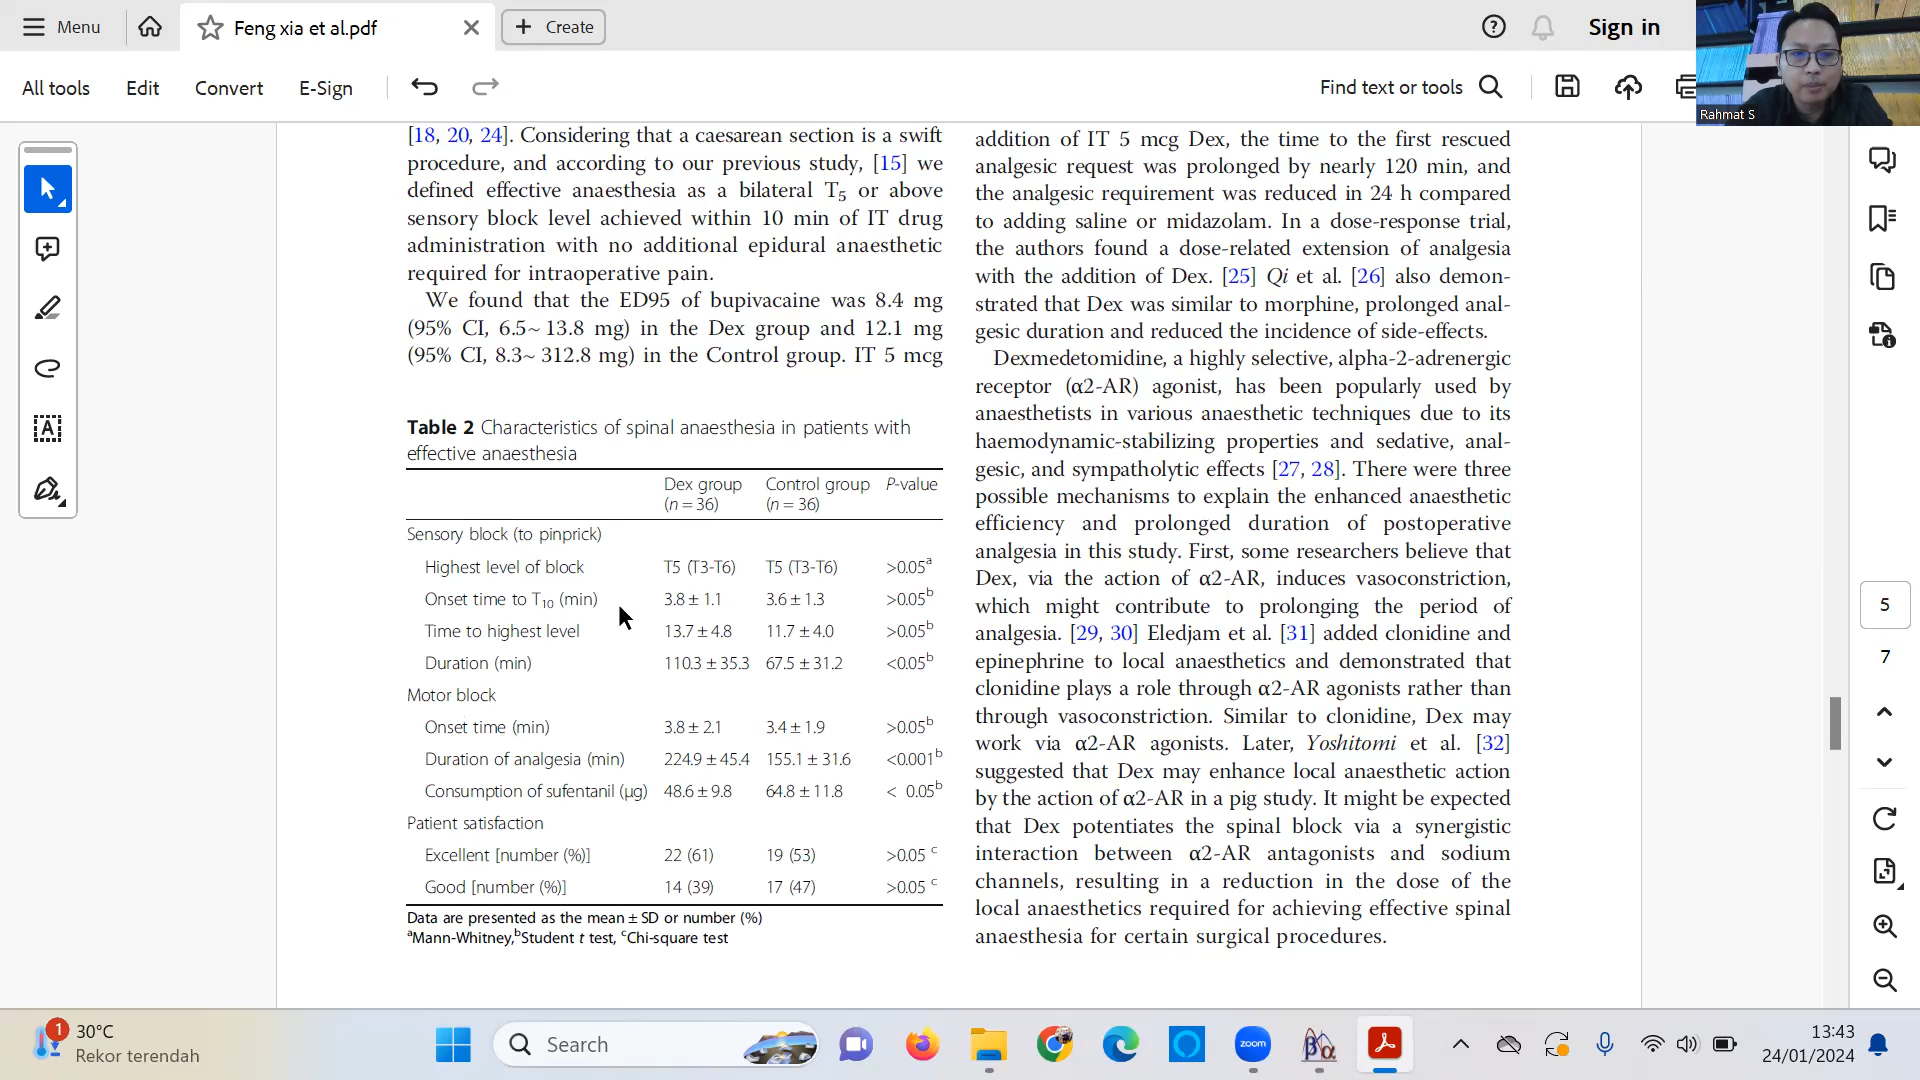 Menu
Feng xia et al.pdf
Create
Sign in
All tools
Edit
Convert
E-Sign
Find text or tools
Rahmat S
[18, 20, 24]. Considering that a caesarean section is a swift
procedure, and according to our previous study, [15] we
defined effective anaesthesia as a bilateral T5 or above
sensory block level achieved within 10 min of IT drug
administration with no additional epidural anaesthetic
required for intraoperative pain.
We found that the ED95 of bupivacaine was 8.4 mg
(95% CI, 6.5~ 13.8 mg) in the Dex group and 12.1 mg
(95% CI, 8.3~ 312.8 mg) in the Control group. IT 5 mcg
Table 2 Characteristics of spinal anaesthesia in patients with
effective anaesthesia
Dex group Control group P-value
(n = 36) (n = 36)
Sensory block (to pinprick)
Highest level of block T5 (T3-T6) T5 (T3-T6) >0.05a
Onset time to T10 (min) 3.8 ± 1.1 3.6 ± 1.3 >0.05b
Time to highest level 13.7 ± 4.8 11.7 ± 4.0 >0.05b
Duration (min) 110.3 ± 35.3 67.5 ± 31.2 <0.05b
Motor block
Onset time (min) 3.8 ± 2.1 3.4 ± 1.9 >0.05b
Duration of analgesia (min) 224.9 ± 45.4 155.1 ± 31.6 <0.001b
Consumption of sufentanil (μg) 48.6 ± 9.8 64.8 ± 11.8 < 0.05b
Patient satisfaction
Excellent [number (%)] 22 (61) 19 (53) >0.05 c
Good [number (%)] 14 (39) 17 (47) >0.05 c
Data are presented as the mean ± SD or number (%)
aMann-Whitney,bStudent t test, cChi-square test
addition of IT 5 mcg Dex, the time to the first rescued
analgesic request was prolonged by nearly 120 min, and
the analgesic requirement was reduced in 24 h compared
to adding saline or midazolam. In a dose-response trial,
the authors found a dose-related extension of analgesia
with the addition of Dex. [25] Qi et al. [26] also demon-
strated that Dex was similar to morphine, prolonged anal-
gesic duration and reduced the incidence of side-effects.
Dexmedetomidine, a highly selective, alpha-2-adrenergic
receptor (α2-AR) agonist, has been popularly used by
anaesthetists in various anaesthetic techniques due to its
haemodynamic-stabilizing properties and sedative, anal-
gesic, and sympatholytic effects [27, 28]. There were three
possible mechanisms to explain the enhanced anaesthetic
efficiency and prolonged duration of postoperative
analgesia in this study. First, some researchers believe that
Dex, via the action of α2-AR, induces vasoconstriction,
which might contribute to prolonging the period of
analgesia. [29, 30] Eledjam et al. [31] added clonidine and
epinephrine to local anaesthetics and demonstrated that
clonidine plays a role through α2-AR agonists rather than
through vasoconstriction. Similar to clonidine, Dex may
work via α2-AR agonists. Later, Yoshitomi et al. [32]
suggested that Dex may enhance local anaesthetic action
by the action of α2-AR in a pig study. It might be expected
that Dex potentiates the spinal block via a synergistic
interaction between α2-AR antagonists and sodium
channels, resulting in a reduction in the dose of the
local anaesthetics required for achieving effective spinal
anaesthesia for certain surgical procedures.
5
7
1
30°C
Rekor terendah
Search
zoom
βα
13:43
24/01/2024